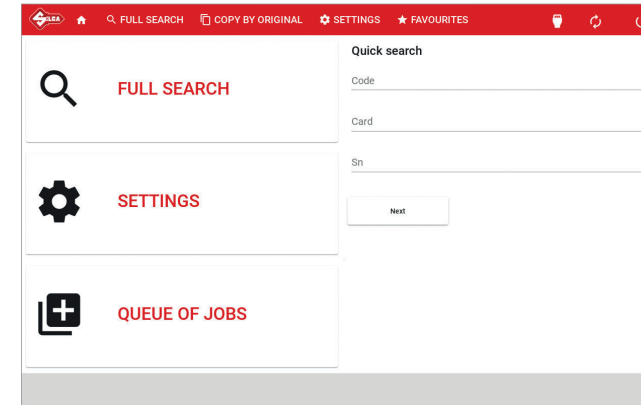 SILCA
FULL SEARCH
COPY BY ORIGINAL
SETTINGS
FAVOURITES
FULL SEARCH
SETTINGS
QUEUE OF JOBS
Quick search
Code
Card
Sn
Next